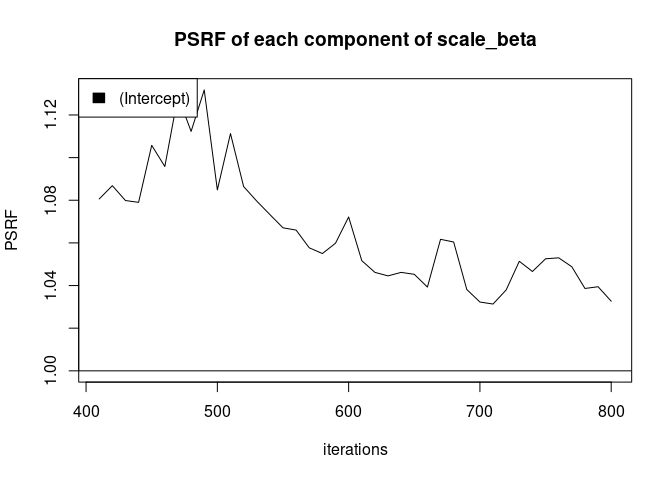 PSRF of each component of scale_beta
(Intercept)
PSRF
1.12
1.08
1.04
1.00
400 500 600 700 800
iterations